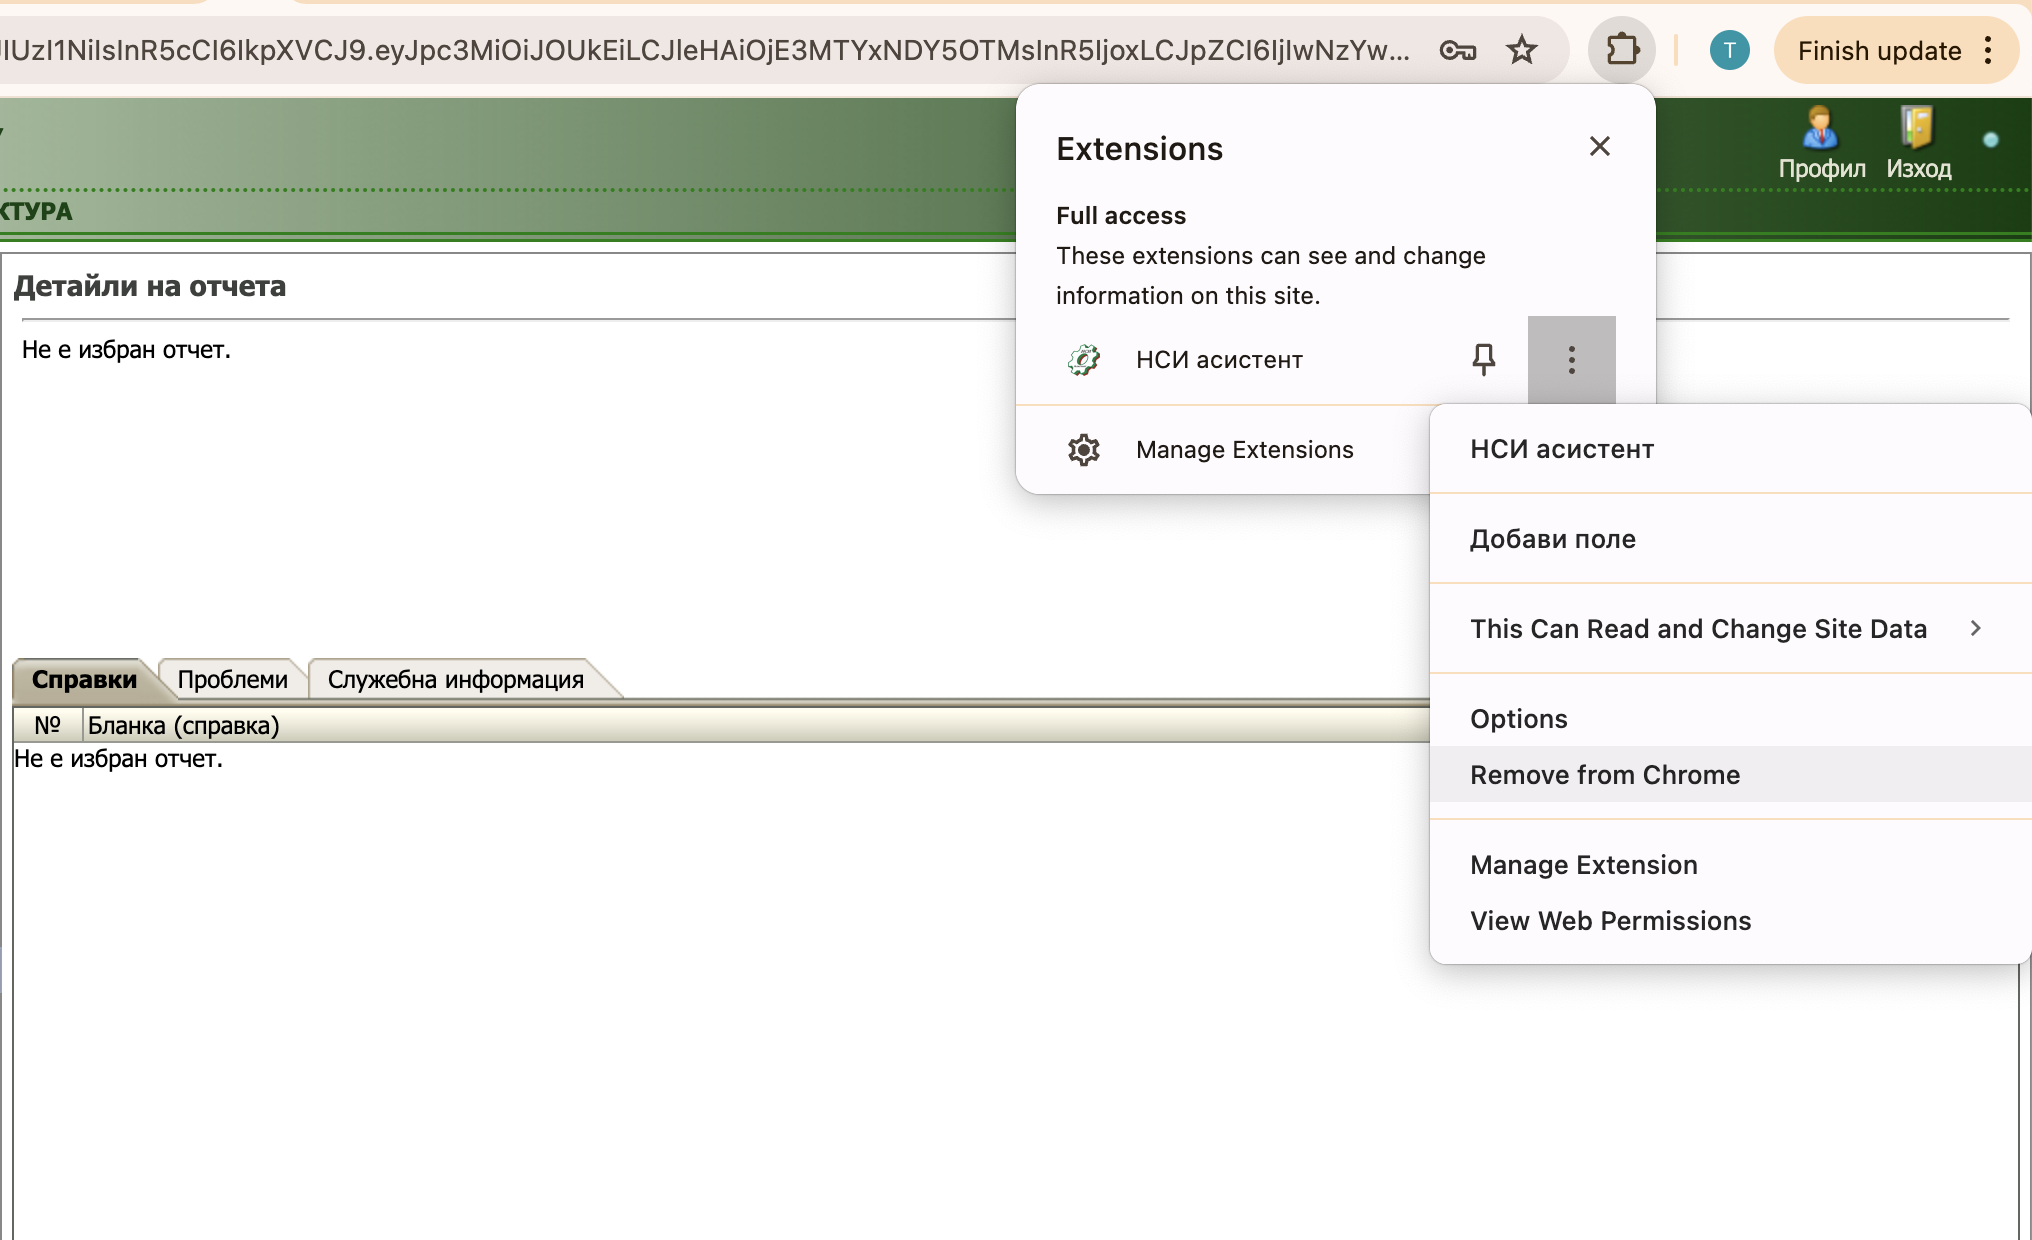 JIUzI1NiIsInR5cCI6IkpXVCJ9.eyJpc3MiOiJOUkEiLCJleHAiOjE3MTYxNDY5OTMsInR5IjoxLCJpZCI6IjIwNzYw...
T
Finish update
Профил
Изход
КТУРА
Extensions
Full access
These extensions can see and change
information on this site.
НСИ асистент
Manage Extensions
НСИ асистент
Добави поле
This Can Read and Change Site Data
Options
Remove from Chrome
Manage Extension
View Web Permissions
Детайли на отчета
Не е избран отчет.
Справки
Проблеми
Служебна информация
№
Бланка (справка)
Не е избран отчет.